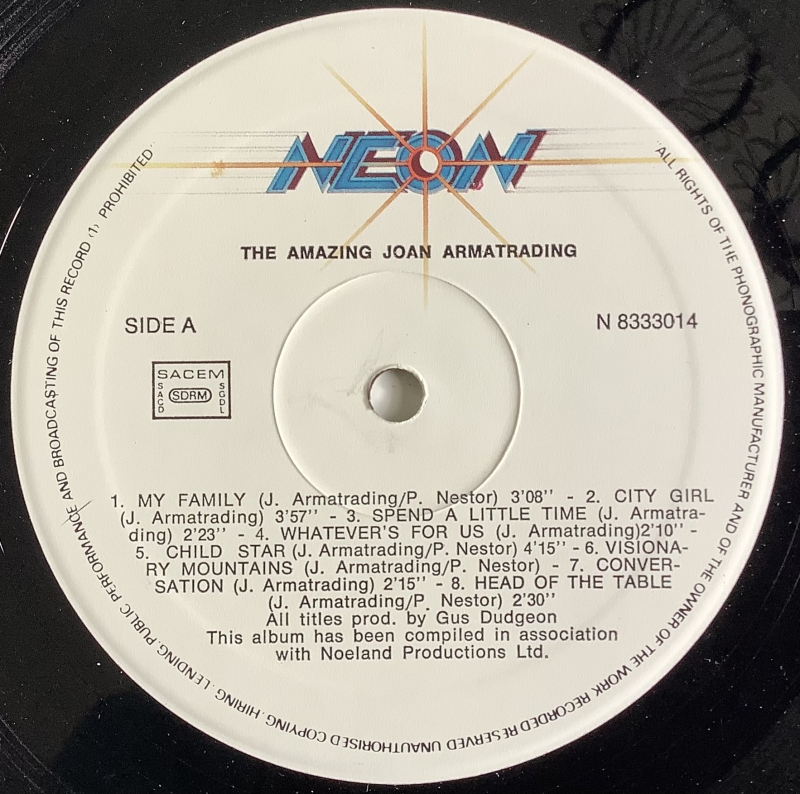 NEON
THE AMAZING JOAN ARMATRADING
SIDE A
N 8333014
SACEM
SACD
SDRM
SGDL
1. MY FAMILY (J. Armatrading/P. Nestor) 3'08'' - 2. CITY GIRL
(J. Armatrading) 3'57'' - 3. SPEND A LITTLE TIME (J. Armatra-
ding) 2'23'' - 4. WHATEVER'S FOR US (J. Armatrading)2'10'' -
5. CHILD STAR (J. Armatrading/P. Nestor) 4'15'' - 6. VISIONA-
RY MOUNTAINS (J. Armatrading/P. Nestor) - 7. CONVER-
SATION (J. Armatrading) 2'15'' - 8. HEAD OF THE TABLE
(J. Armatrading/P. Nestor) 2'30''
All titles prod. by Gus Dudgeon
This album has been compiled in association
with Noeland Productions Ltd.
ALL RIGHTS OF THE PHONOGRAPHIC MANUFACTURER AND OF THE OWNER OF THE WORK RECORDED RESERVED UNAUTHORISED COPYING.HIRING.LENDING.PUBLIC PERFORMANCE AND BROADCASTING OF THIS RECORD (1) PROHIBITED